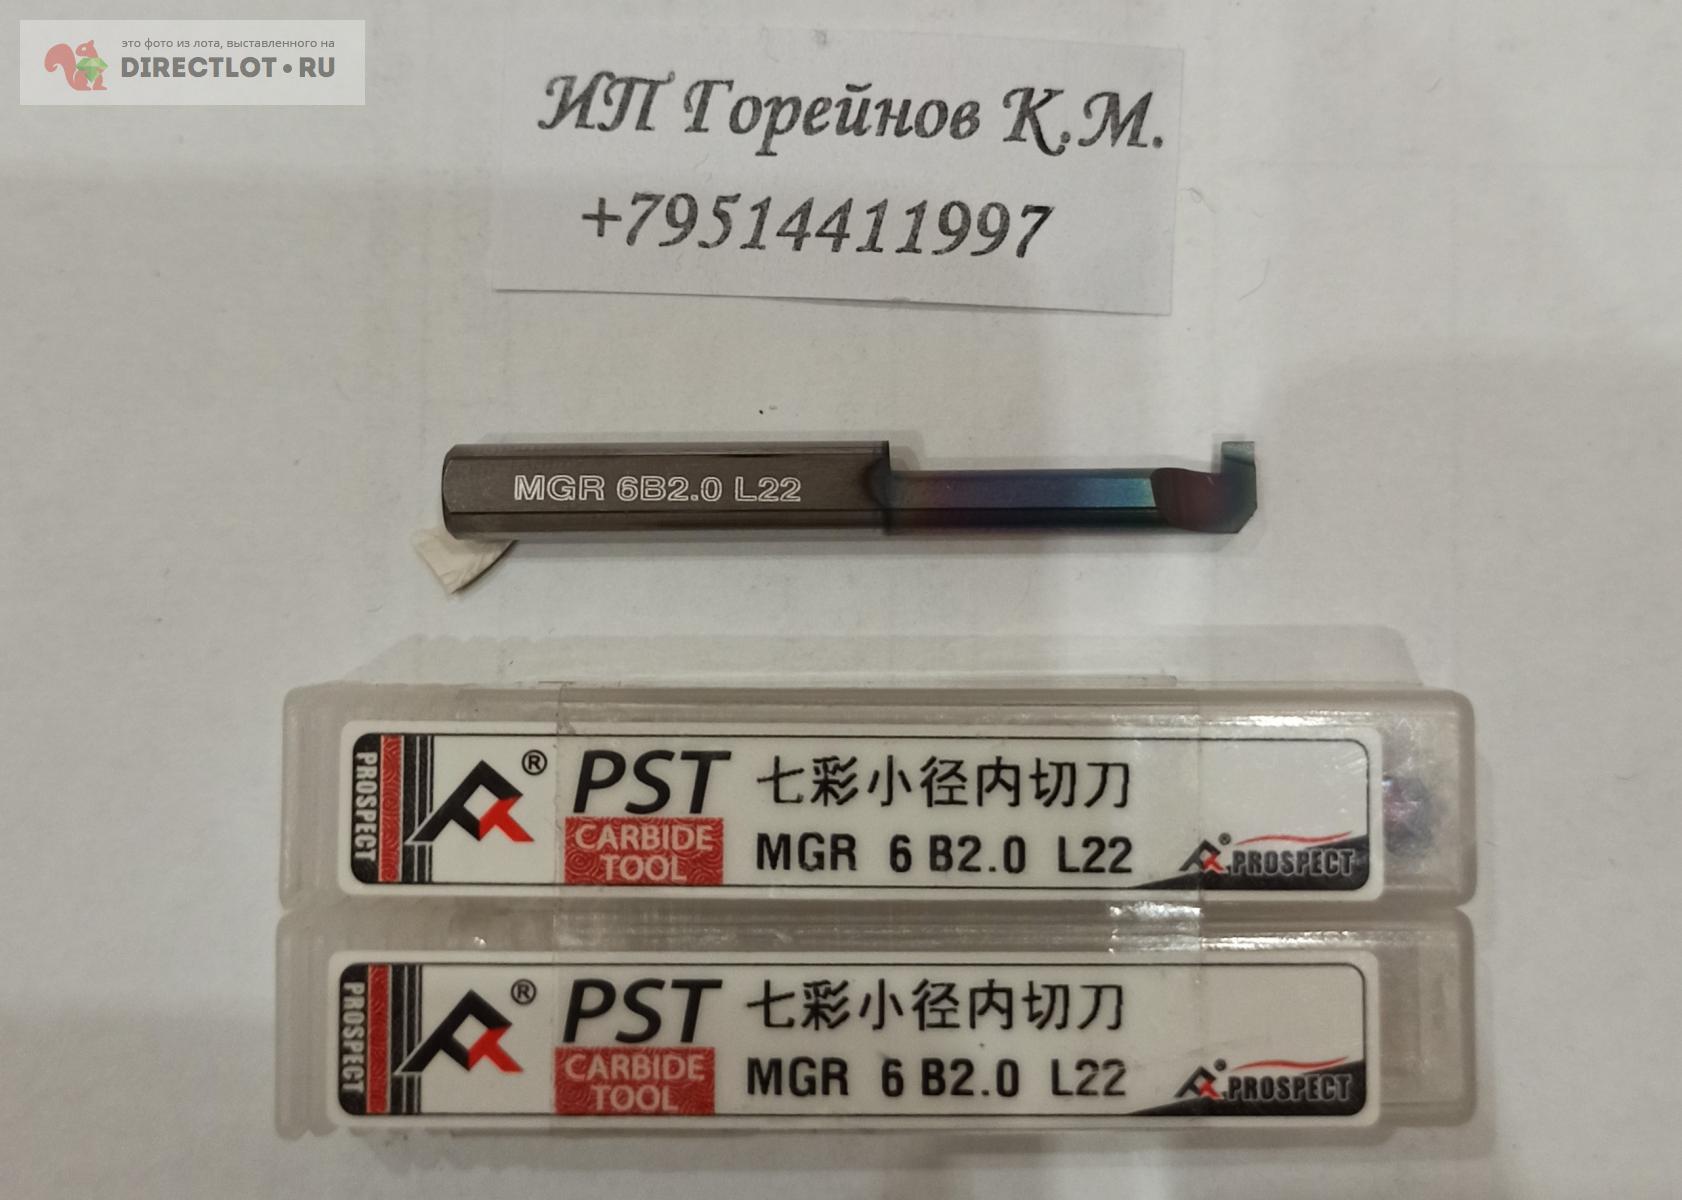 это фото из лота, выставленного на
DIRECTLOT•RU
ИП Горейнов К.М.
+79514411997
MGR 6B2.0 L22
PROSPECT
®
PST
CARBIDE
TOOL
七彩小径内切刀
MGR 6 B2.0 L22
®
PROSPECT
PROSPECT
®
PST
CARBIDE
TOOL
七彩小径内切刀
MGR 6 B2.0 L22
®
PROSPECT